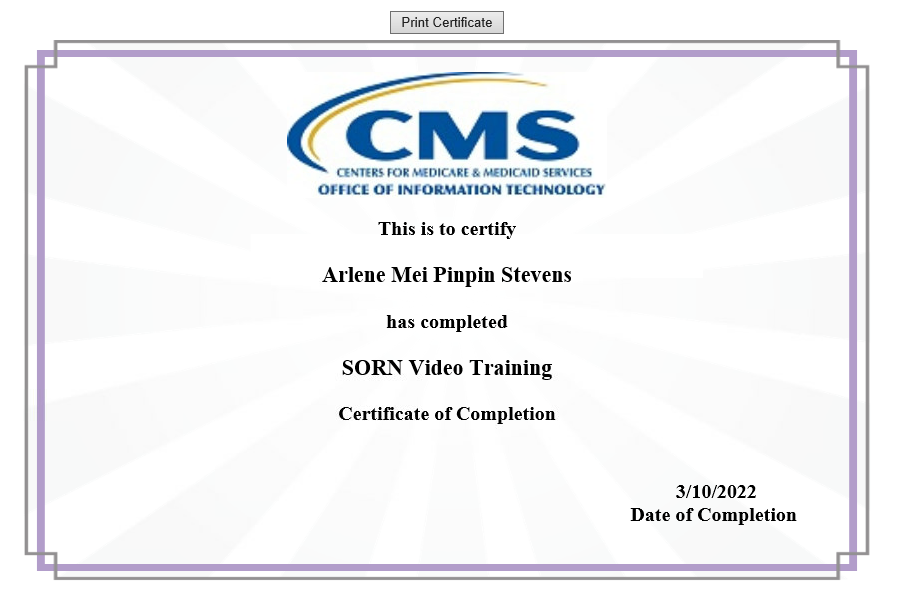 Print Certificate
CMS
CENTERS FOR MEDICARE & MEDICAID SERVICES
OFFICE OF INFORMATION TECHNOLOGY
This is to certify
Arlene Mei Pinpin Stevens
has completed
SORN Video Training
Certificate of Completion
3/10/2022
Date of Completion